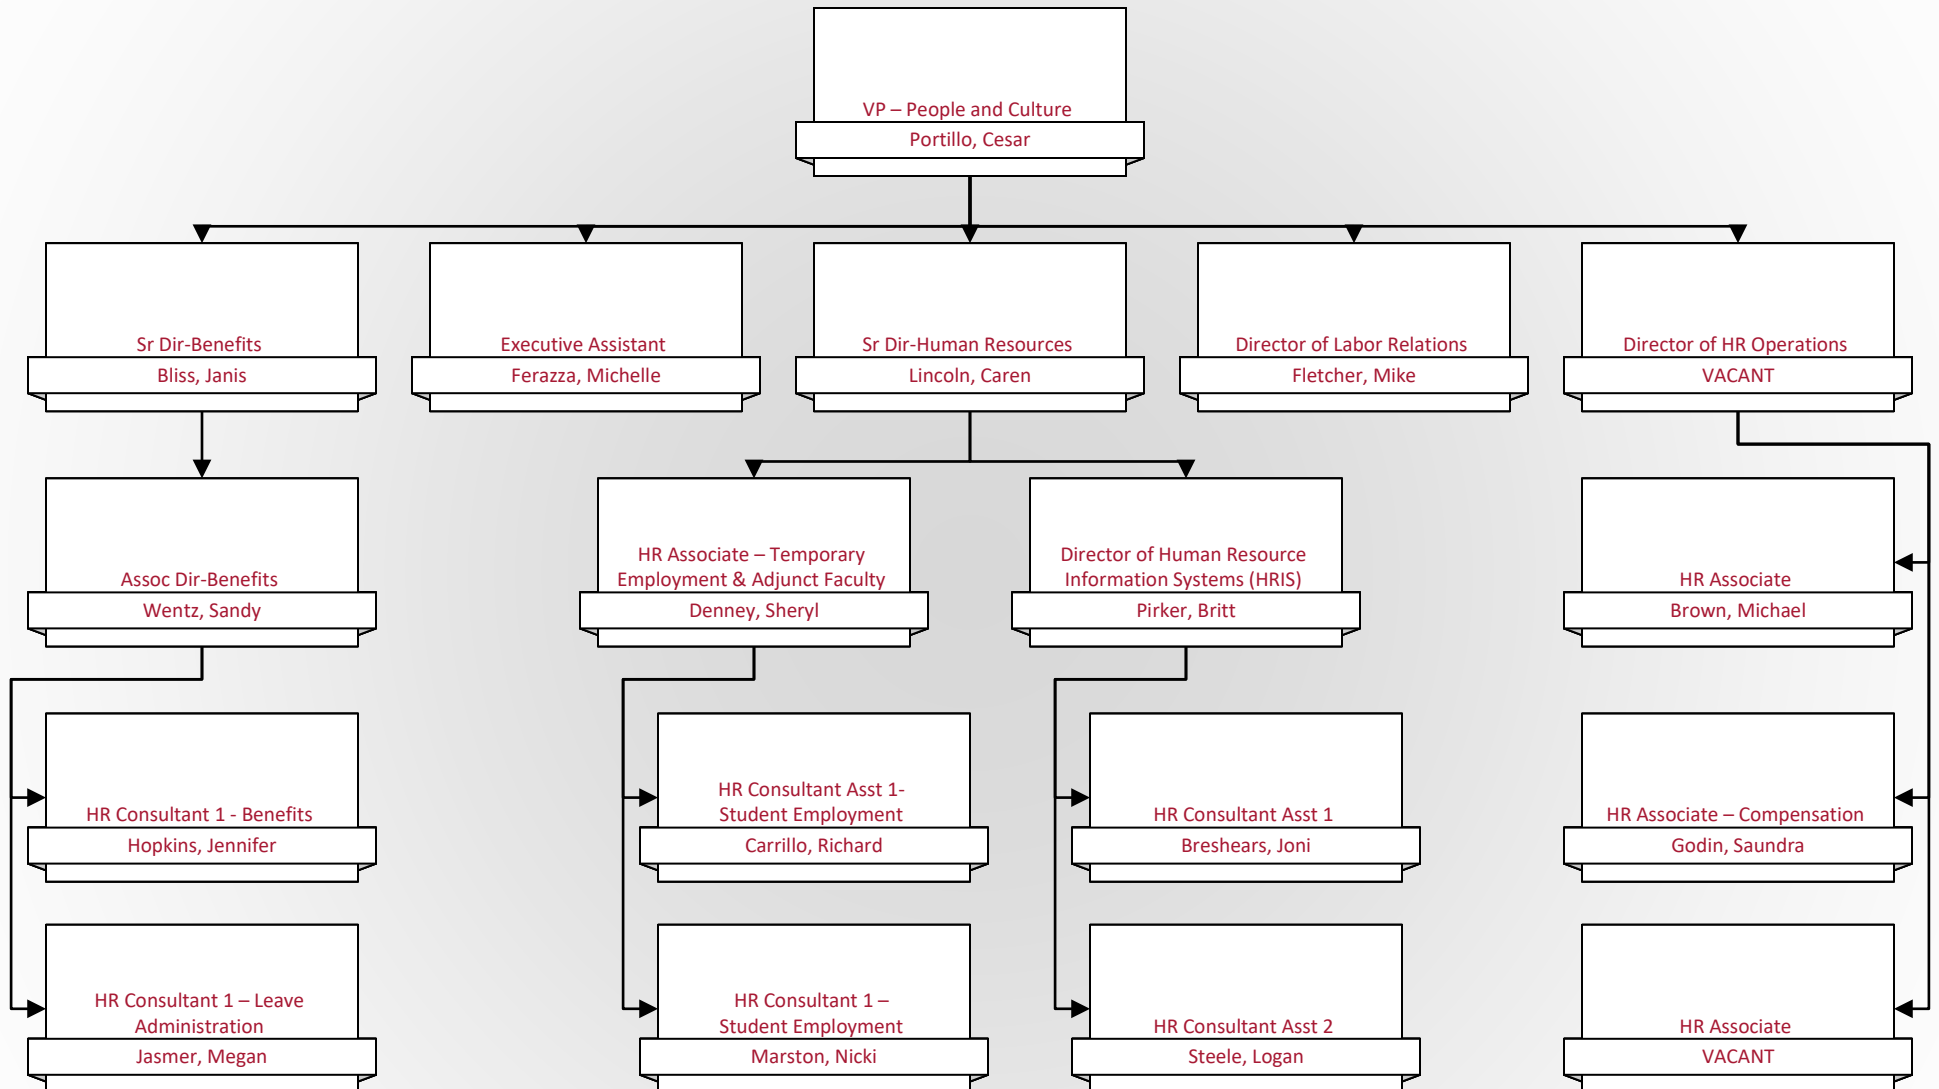 VP – People and Culture
Portillo, Cesar
Sr Dir-Benefits
Bliss, Janis
Executive Assistant
Ferazza, Michelle
Sr Dir-Human Resources
Lincoln, Caren
Director of Labor Relations
Fletcher, Mike
Director of HR Operations
VACANT
Assoc Dir-Benefits
Wentz, Sandy
HR Associate – Temporary
Employment & Adjunct Faculty
Denney, Sheryl
Director of Human Resource
Information Systems (HRIS)
Pirker, Britt
HR Associate
Brown, Michael
HR Consultant 1 - Benefits
Hopkins, Jennifer
HR Consultant Asst 1-
Student Employment
Carrillo, Richard
HR Consultant Asst 1
Breshears, Joni
HR Associate – Compensation
Godin, Saundra
HR Consultant 1 – Leave
Administration
Jasmer, Megan
HR Consultant 1 –
Student Employment
Marston, Nicki
HR Consultant Asst 2
Steele, Logan
HR Associate
VACANT